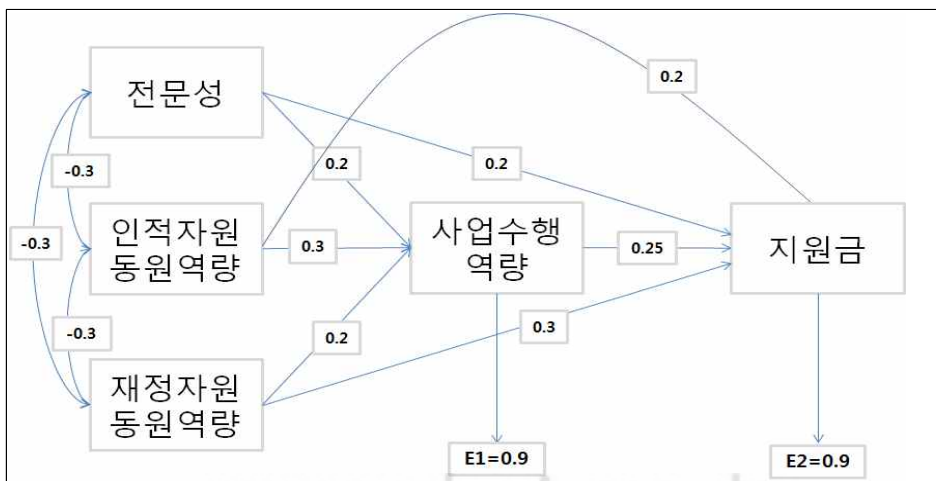 전문성
0.2
-0.3
0.2
0.2
-0.3
인적자원
동원역량
0.3
사업수행
역량
0.25
지원금
-0.3
0.2
0.3
재정자원
동원역량
E1=0.9
E2=0.9